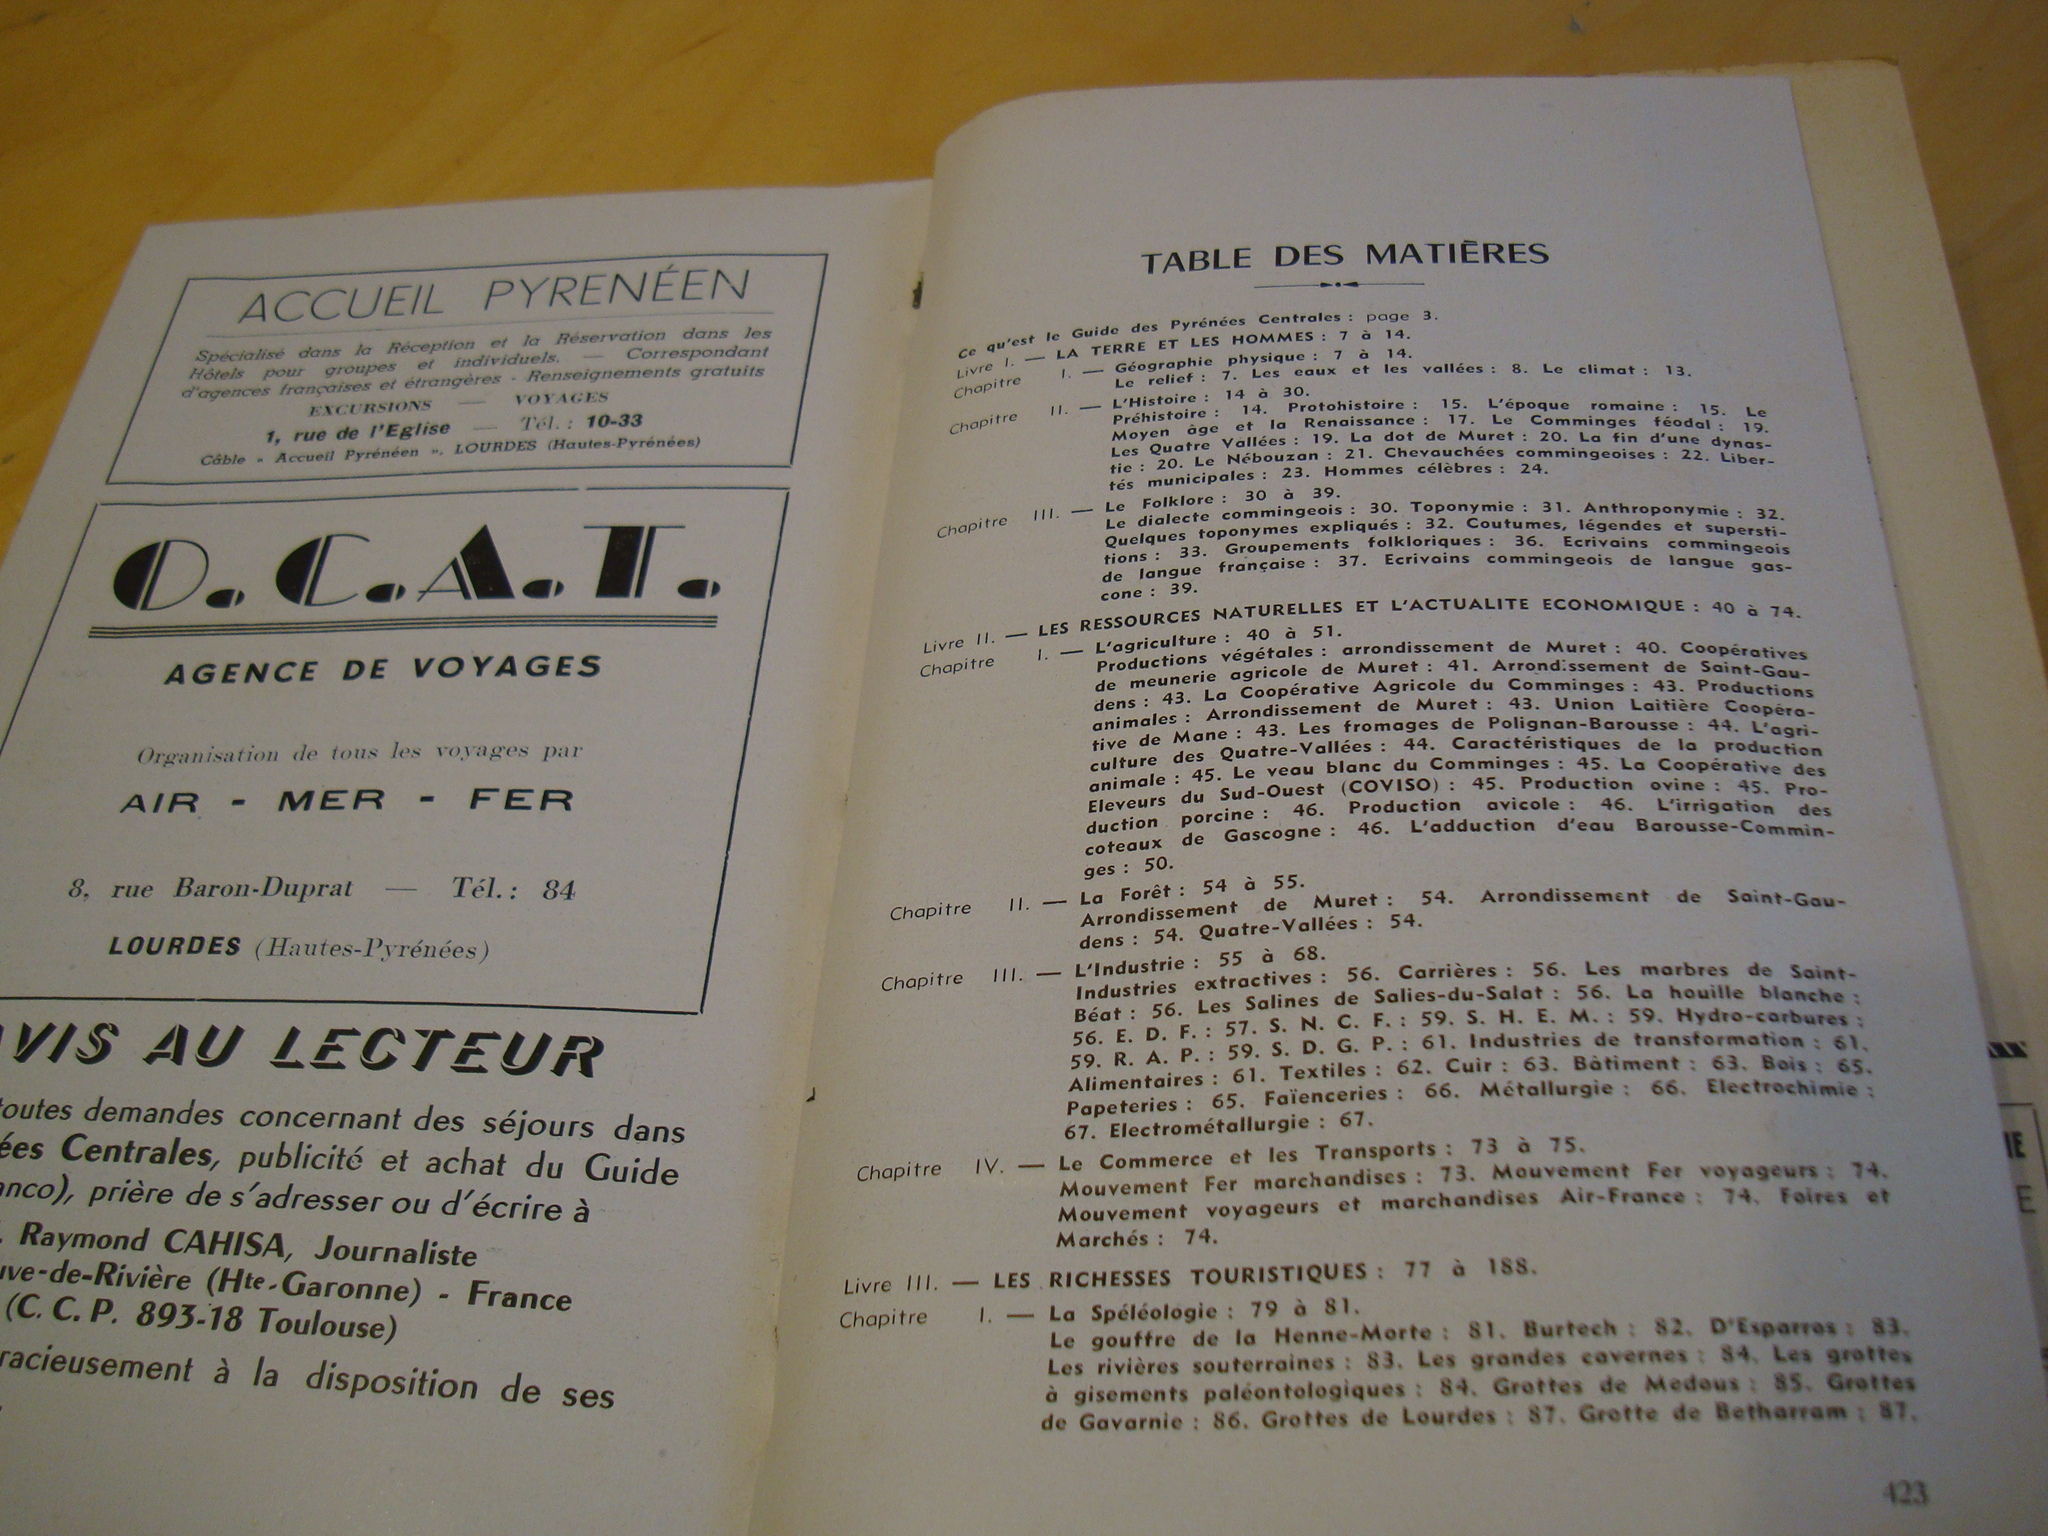 ACCUEIL PYRENÉEN
Spécialisé dans la Réception et la Réservation dans les
Hôtels pour groupes et individuels. — Correspondant
d'agences françaises et étrangères - Renseignements gratuits
EXCURSIONS — VOYAGES
1, rue de l'Eglise — Tél. : 10-33
Câble « Accueil Pyrénéen ». LOURDES (Hautes-Pyrénées)
O.C.A.T.
AGENCE DE VOYAGES
Organisation de tous les voyages par
AIR - MER - FER
8, rue Baron-Duprat — Tél. : 84
LOURDES (Hautes-Pyrénées)
AVIS AU LECTEUR
toutes demandes concernant des séjours dans
ées Centrales, publicité et achat du Guide
anco), prière de s'adresser ou d'écrire à
. Raymond CAHISA, Journaliste
uve-de-Rivière (Hte-Garonne) - France
(C. C. P. 893-18 Toulouse)
racieusement à la disposition de ses
TABLE DES MATIÈRES
Ce qu'est le Guide des Pyrénées Centrales : page 3.
Livre I. — LA TERRE ET LES HOMMES : 7 à 14.
Chapitre I. — Géographie physique : 7 à 14.
Le relief : 7. Les eaux et les vallées : 8. Le climat : 13.
Chapitre II. — L'Histoire : 14 à 30.
Préhistoire : 14. Protohistoire : 15. L'époque romaine : 15. Le
Moyen âge et la Renaissance : 17. Le Comminges féodal : 19.
Les Quatre Vallées : 19. La dot de Muret : 20. La fin d'une dynas-
tie : 20. Le Nébouzan : 21. Chevauchées commingeoises : 22. Liber-
tés municipales : 23. Hommes célèbres : 24.
Chapitre III. — Le Folklore : 30 à 39.
Le dialecte commingeois : 30. Toponymie : 31. Anthroponymie : 32.
Quelques toponymes expliqués : 32. Coutumes, légendes et supersti-
tions : 33. Groupements folkloriques : 36. Ecrivains commingeois
de langue française : 37. Ecrivains commingeois de langue gas-
cone : 39.
Livre II. — LES RESSOURCES NATURELLES ET L'ACTUALITE ECONOMIQUE : 40 à 74.
Chapitre I. — L'agriculture : 40 à 51.
Productions végétales : arrondissement de Muret : 40. Coopératives
de meunerie agricole de Muret : 41. Arrondissement de Saint-Gau-
dens : 43. La Coopérative Agricole du Comminges : 43. Productions
animales : Arrondissement de Muret : 43. Union Laitière Coopéra-
tive de Mane : 43. Les fromages de Polignan-Barousse : 44. L'agri-
culture des Quatre-Vallées : 44. Caractéristiques de la production
animale : 45. Le veau blanc du Comminges : 45. La Coopérative des
Eleveurs du Sud-Ouest (COVISO) : 45. Production ovine : 45. Pro-
duction porcine : 46. Production avicole : 46. L'irrigation des
coteaux de Gascogne : 46. L'adduction d'eau Barousse-Commin-
ges : 50.
Chapitre II. — La Forêt : 54 à 55.
Arrondissement de Muret : 54. Arrondissement de Saint-Gau-
dens : 54. Quatre-Vallées : 54.
Chapitre III. — L'Industrie : 55 à 68.
Industries extractives : 56. Carrières : 56. Les marbres de Saint-
Béat : 56. Les Salines de Salies-du-Salat : 56. La houille blanche :
56. E. D. F. : 57. S. N. C. F. : 59. S. H. E. M. : 59. Hydro-carbures :
59. R. A. P. : 59. S. D. G. P. : 61. Industries de transformation : 61.
Alimentaires : 61. Textiles : 62. Cuir : 63. Bâtiment : 63. Bois : 65.
Papeteries : 65. Faïenceries : 66. Métallurgie : 66. Electrochimie :
67. Electrométallurgie : 67.
Chapitre IV. — Le Commerce et les Transports : 73 à 75.
Mouvement Fer marchandises : 73. Mouvement Fer voyageurs : 74.
Mouvement voyageurs et marchandises Air-France : 74. Foires et
Marchés : 74.
Livre III. — LES RICHESSES TOURISTIQUES : 77 à 188.
Chapitre I. — La Spéléologie : 79 à 81.
Le gouffre de la Henne-Morte : 81. Burtech : 82. D'Esparros : 83.
Les rivières souterraines : 83. Les grandes cavernes : 84. Les grottes
à gisements paléontologiques : 84. Grottes de Medous : 85. Grottes
de Gavarnie : 86. Grottes de Lourdes : 87. Grotte de Betharram : 87.
423